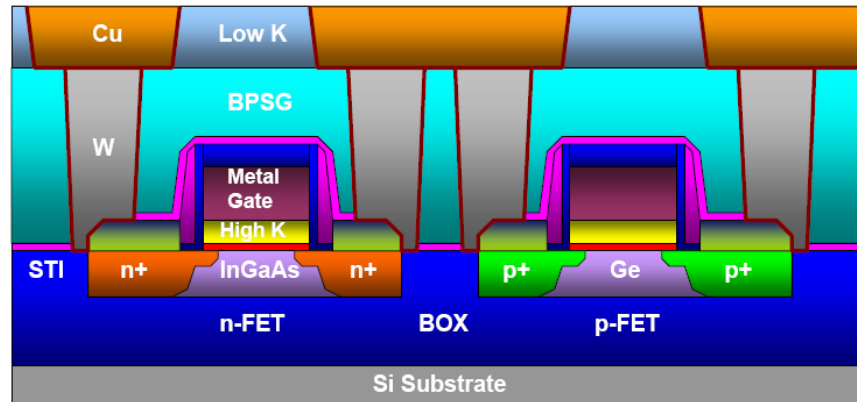 Cu
Low K
BPSG
W
Metal
Gate
High K
STI
n+
InGaAs
n+
p+
Ge
p+
n-FET
BOX
p-FET
Si Substrate